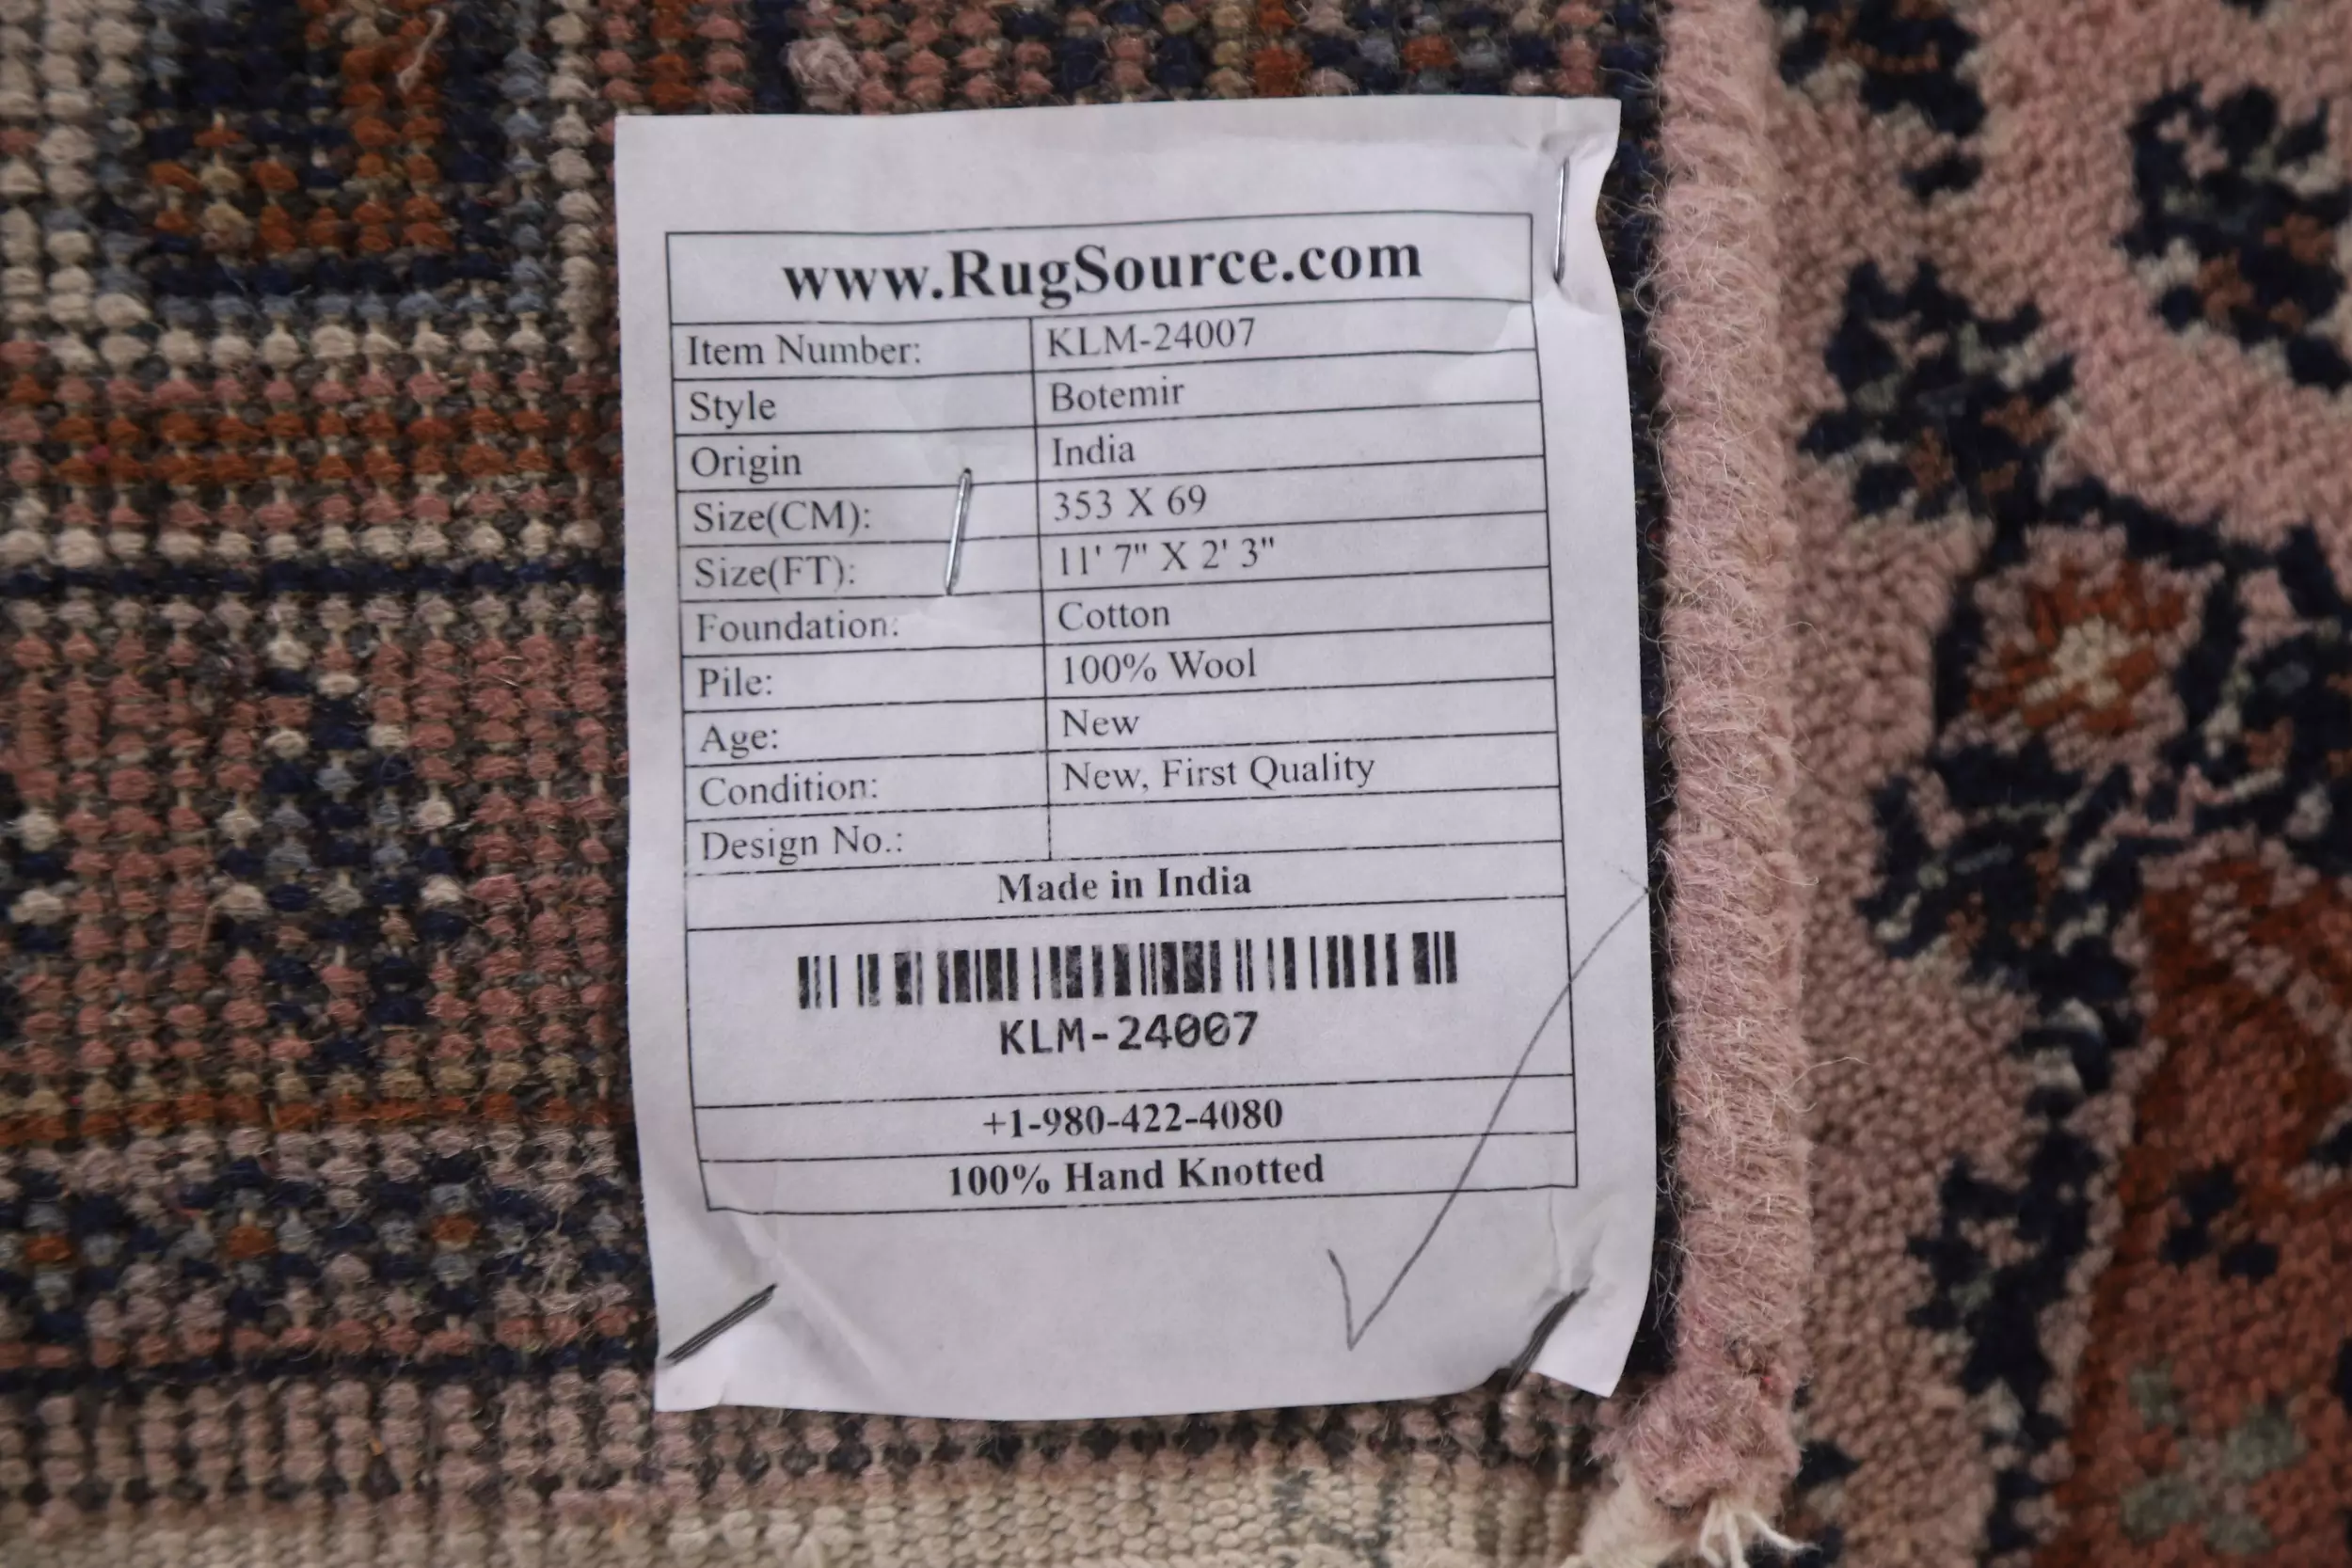 www.RugSource.com
Item Number: KLM-24007
Style Botemir
Origin India
Size(CM): 353 X 69
Size(FT): 11' 7" X 2' 3"
Foundation: Cotton
Pile: 100% Wool
Age: New
Condition: New, First Quality
Design No.:
Made in India
KLM-24007
+1-980-422-4080
100% Hand Knotted